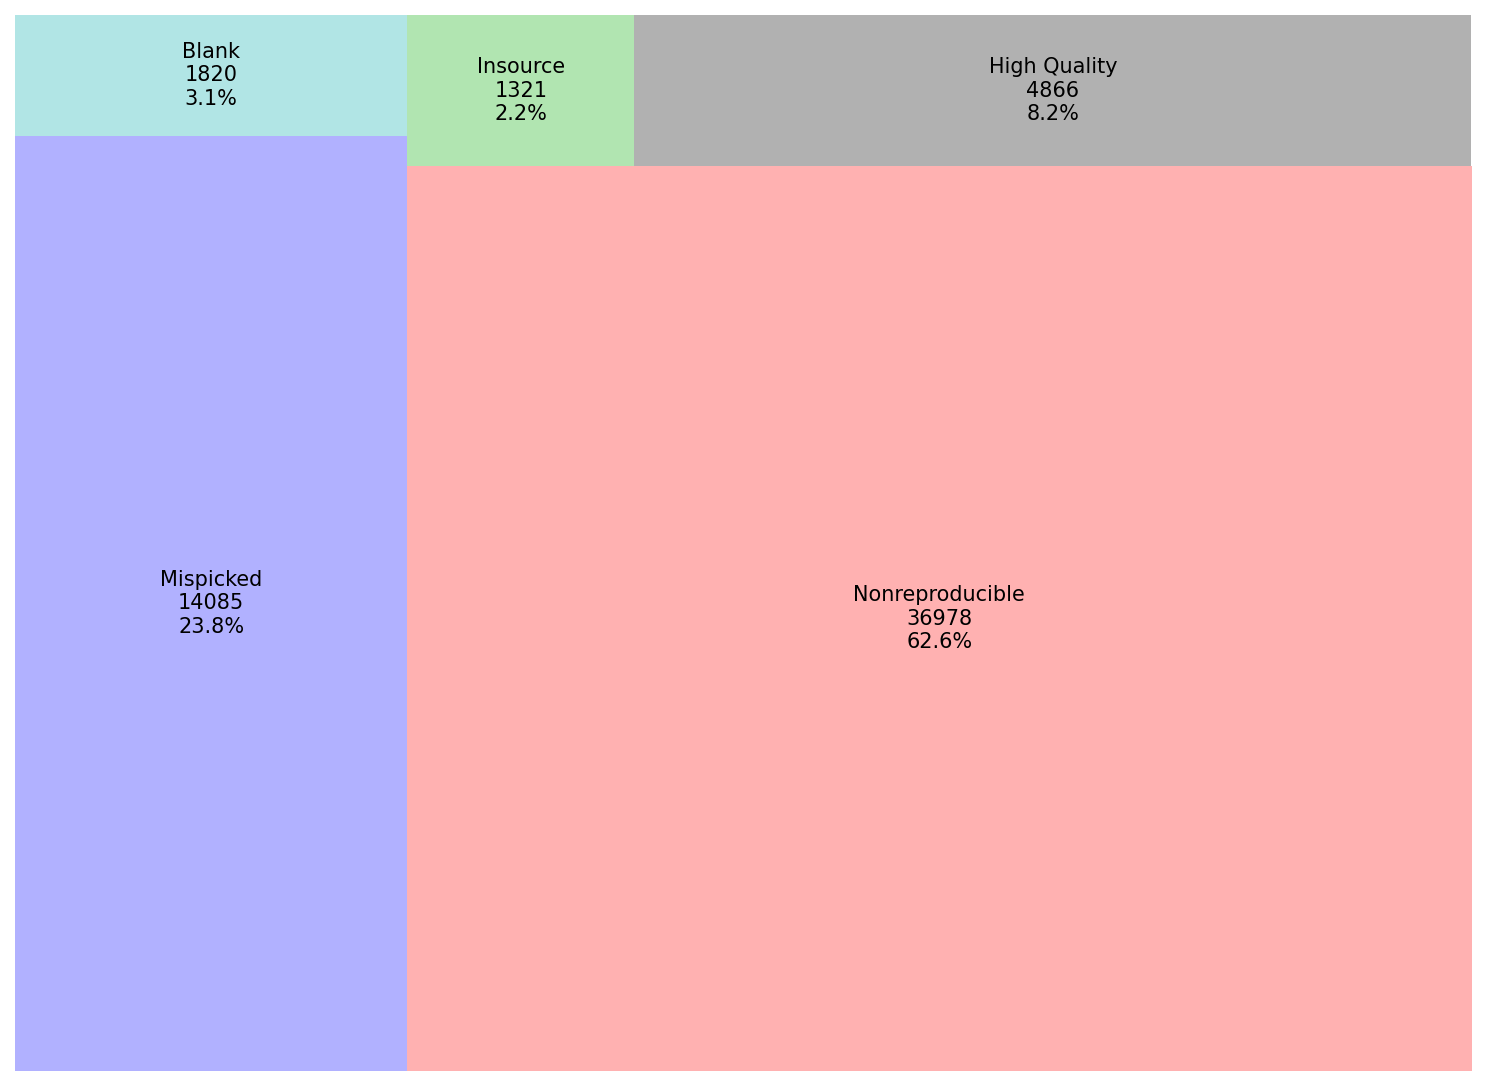 Blank
1820
3.1%
Insource
1321
2.2%
High Quality
4866
8.2%
Mispicked
14085
23.8%
Nonreproducible
36978
62.6%